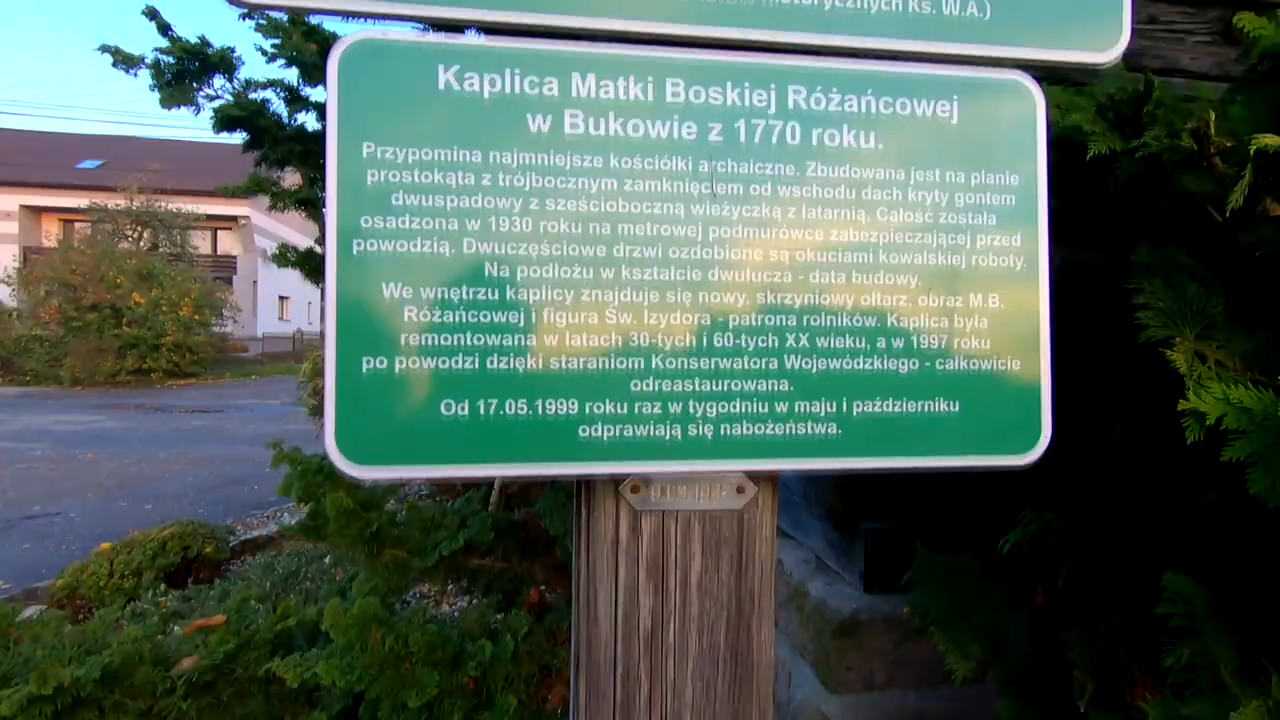 motorycznych Ks. W.A.)
Kaplica Matki Boskiej Różańcowej
w Bukowie z 1770 roku.
Przypomina najmniejsze kościółki archaiczne. Zbudowana jest na planie
prostokąta z trójbocznym zamknięciem od wschodu dach kryty gontem
dwuspadowy z sześcioboczną wieżyczką z latarnią. Całość została
osadzona w 1930 roku na metrowej podmurówce zabezpieczającej przed
powodzią. Dwuczęściowe drzwi ozdobione są okuciami kowalskiej roboty.
Na podłożu w kształcie dwułucza - data budowy.
We wnętrzu kaplicy znajduje się nowy, skrzyniowy ołtarz, obraz M.B.
Różańcowej i figura Św. Izydora - patrona rolników. Kaplica była
remontowana w latach 30-tych i 60-tych XX wieku, a w 1997 roku
po powodzi dzięki staraniom Konserwatora Wojewódzkiego - całkowicie
odreastaurowana.
Od 17.05.1999 roku raz w tygodniu w maju i październiku
odprawiają się nabożeństwa.